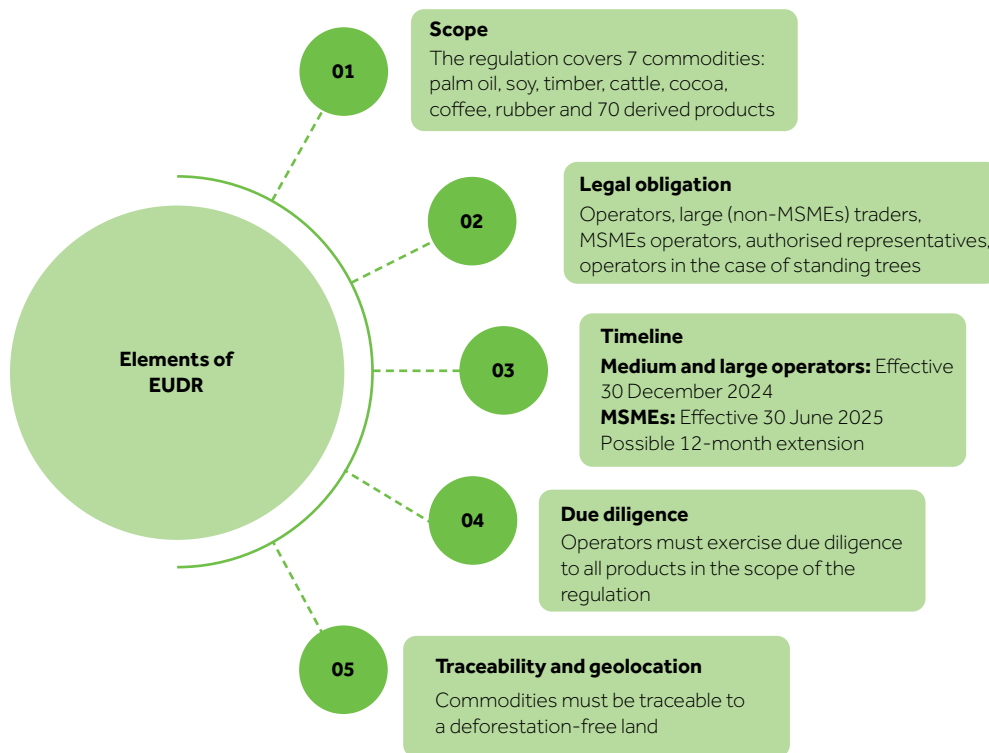 Elements of
EUDR
01
Scope
The regulation covers 7 commodities:
palm oil, soy, timber, cattle, cocoa,
coffee, rubber and 70 derived products
02
Legal obligation
Operators, large (non-MSMEs) traders,
MSMEs operators, authorised representatives,
operators in the case of standing trees
03
Timeline
Medium and large operators: Effective
30 December 2024
MSMEs: Effective 30 June 2025
Possible 12-month extension
04
Due diligence
Operators must exercise due diligence
to all products in the scope of the
regulation
05
Traceability and geolocation
Commodities must be traceable to
a deforestation-free land